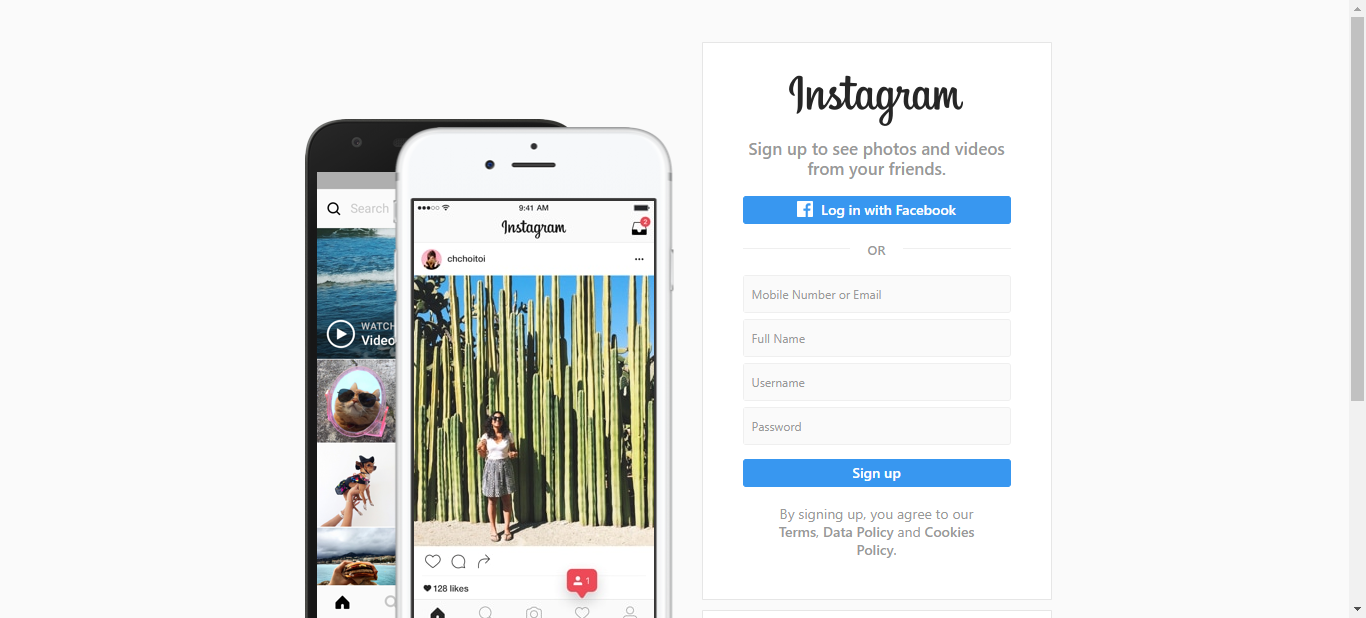 Instagram
Sign up to see photos and videos
from your friends.
Log in with Facebook
OR
Mobile Number or Email
Full Name
Username
Password
Sign up
By signing up, you agree to our
Terms, Data Policy and Cookies
Policy.
Search
WATCH
Video
9:41 AM
Instagram
2
chchoitoi
128 likes
1